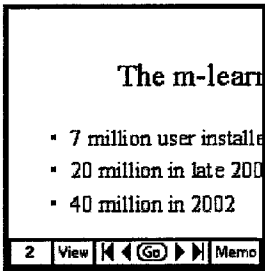 The m-learn
▪ 7 million user installe
▪ 20 million in late 200
▪ 40 million in 2002
2 View Go Memo